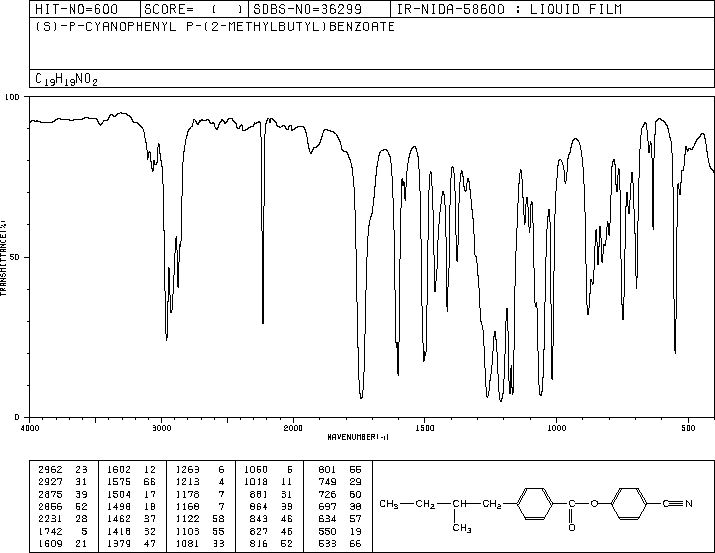 HIT-NO=600 SCORE= ( ) SDBS-NO=36299 IR-NIDA-58600 : LIQUID FILM
(S)-P-CYANOPHENYL P-(2-METHYLBUTYL)BENZOATE
C19H19NO2
100
50
0
TRANSMITTANCE(%)
4000 3000 2000 1500 1000 500
WAVENUMBER(-1)
2962 23 1602 12 1263 6 1060 6 801 55
2927 31 1575 66 1213 4 1018 11 749 29
2875 39 1504 17 1178 7 881 31 726 60
2856 62 1498 18 1168 7 864 39 697 38
2231 28 1462 37 1122 58 843 46 634 57
1742 5 1418 32 1103 55 827 46 550 19
1609 21 1379 47 1081 33 816 52 533 66
CH3 CH2 CH CH2 C O C N
CH3 O